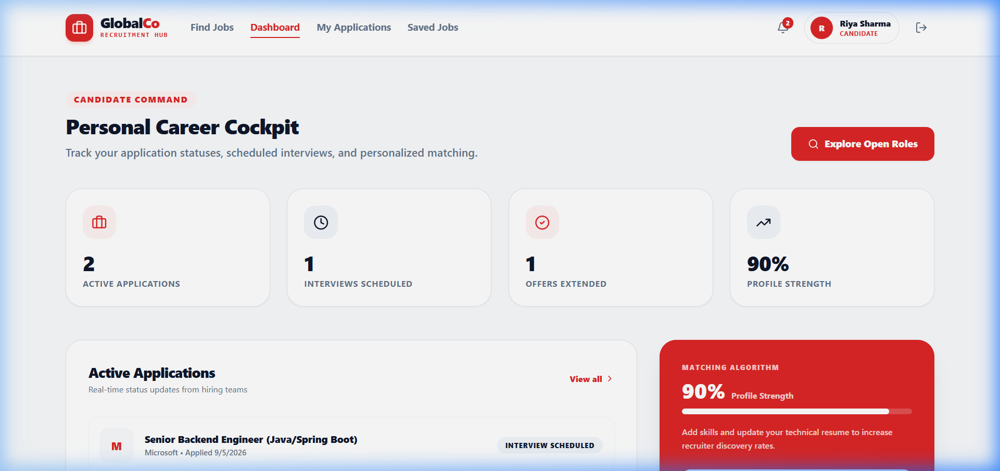 GlobalCo
RECRUITMENT HUB
Find Jobs
Dashboard
My Applications
Saved Jobs
2
R
Riya Sharma
CANDIDATE
CANDIDATE COMMAND
Personal Career Cockpit
Track your application statuses, scheduled interviews, and personalized matching.
Explore Open Roles
2
ACTIVE APPLICATIONS
1
INTERVIEWS SCHEDULED
1
OFFERS EXTENDED
90%
PROFILE STRENGTH
Active Applications
Real-time status updates from hiring teams
View all
M
Senior Backend Engineer (Java/Spring Boot)
Microsoft • Applied 9/5/2026
INTERVIEW SCHEDULED
MATCHING ALGORITHM
90% Profile Strength
Add skills and update your technical resume to increase
recruiter discovery rates.